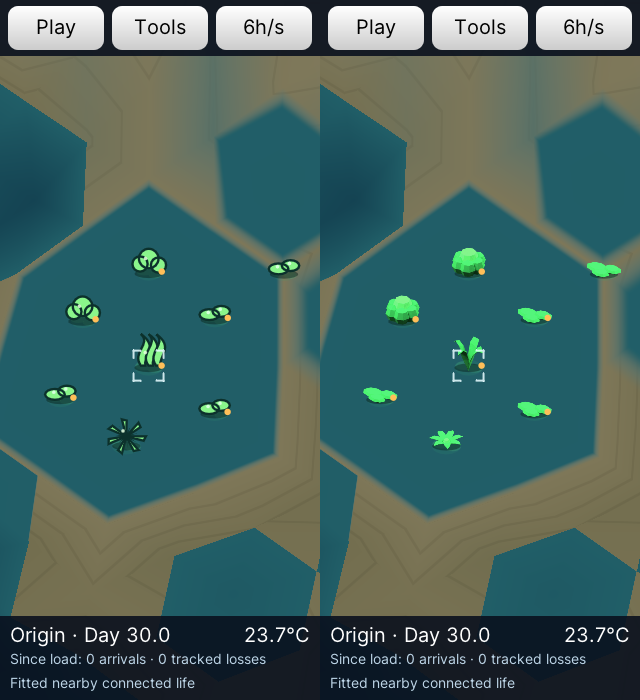 Play Tools 6h/s Play Tools 6h/s
Origin · Day 30.0 23.7°C Origin · Day 30.0 23.7°C
Since load: 0 arrivals · 0 tracked losses Since load: 0 arrivals · 0 tracked losses
Fitted nearby connected life Fitted nearby connected life